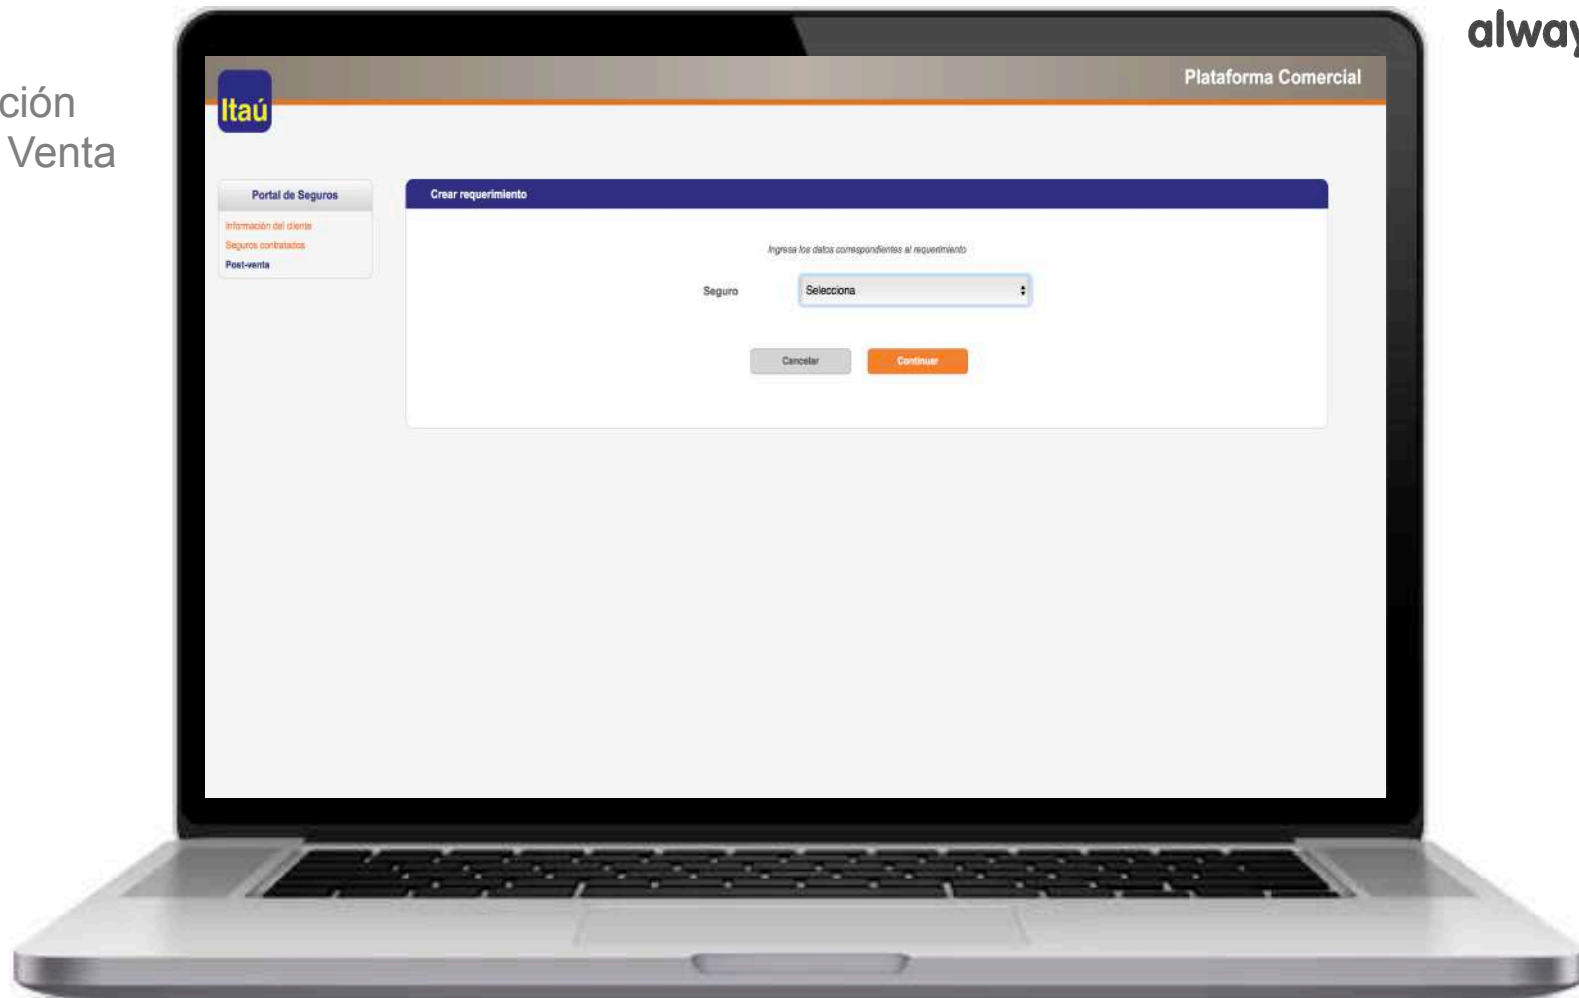 ción
Venta
alway
Plataforma Comercial
Itaú
Portal de Seguros
Información del cliente
Seguros contratados
Post-venta
Crear requerimiento
Ingresa los datos correspondientes al requerimiento
Seguro
Selecciona
Cancelar
Continuar